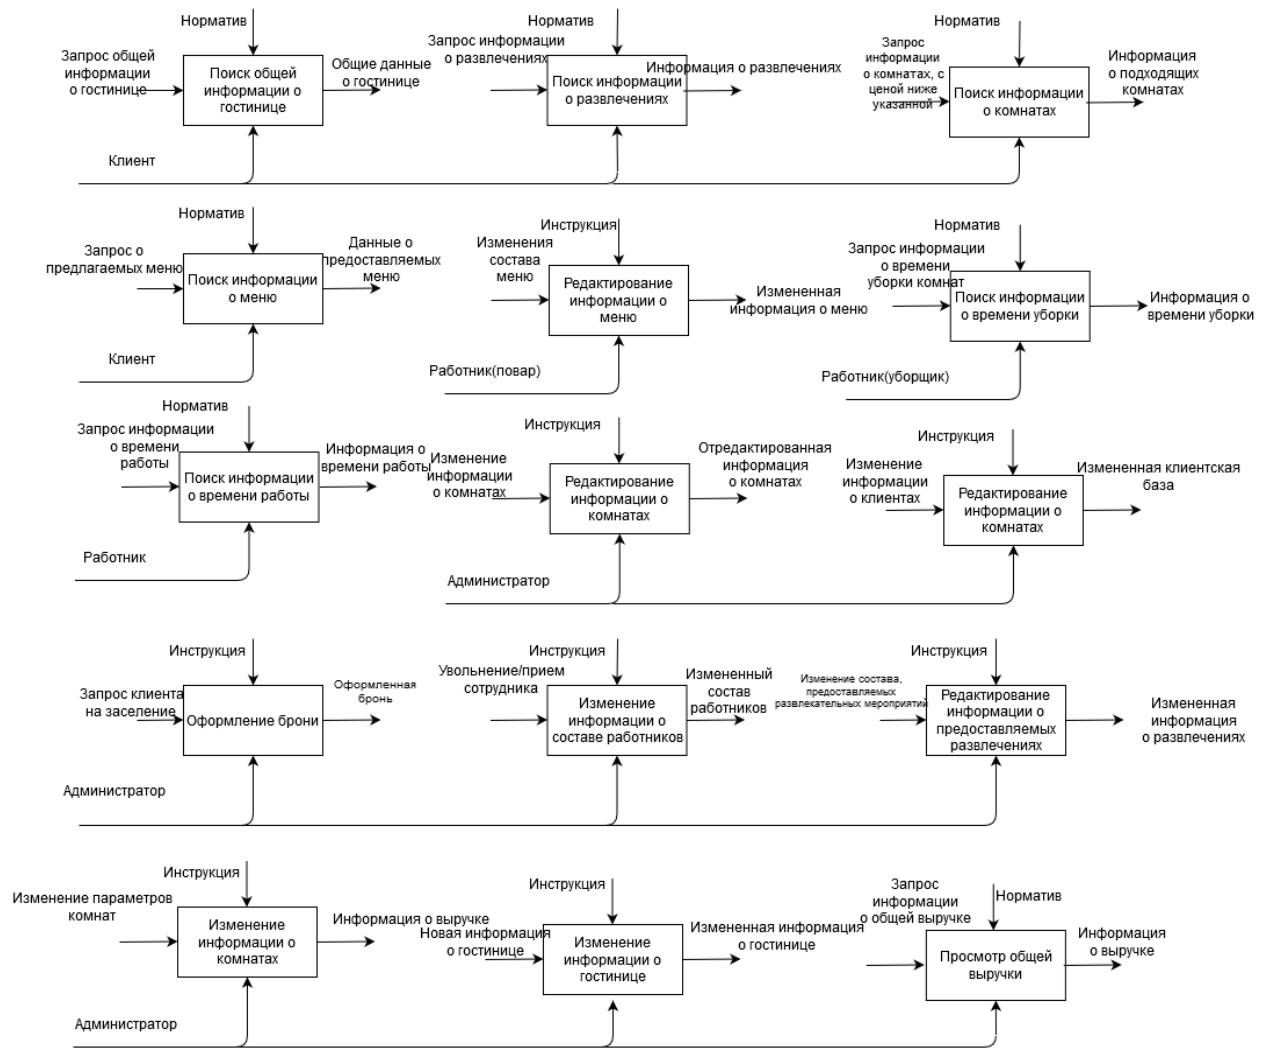 Норматив
Запрос общей
информации
о гостинице
Поиск общей
информации о
гостинице
Общие данные
о гостинице
Норматив
Запрос информации
о развлечениях
Поиск информации
о развлечениях
Информация о развлечениях
Норматив
Запрос
информации
о комнатах, с
ценой ниже
указанной
Поиск информации
о комнатах
Информация
о подходящих
комнатах
Клиент
Норматив
Запрос о
предлагаемых меню
Поиск информации
о меню
Данные о
предоставляемых
меню
Клиент
Инструкция
Изменения
состава
меню
Редактирование
информации о
меню
Измененная
информация о меню
Работник(повар)
Норматив
Запрос информации
о времени
уборки комнат
Поиск информации
о времени уборки
Информация о
времени уборки
Работник(уборщик)
Норматив
Запрос информации
о времени
работы
Поиск информации
о времени работы
Информация о
времени работы
Работник
Инструкция
Изменение
информации
о комнатах
Редактирование
информации о
комнатах
Отредактированная
информация
о комнатах
Инструкция
Изменение
информации
о клиентах
Редактирование
информации о
комнатах
Измененная клиентская
база
Администратор
Инструкция
Запрос клиента
на заселение
Оформление брони
Оформленная
бронь
Инструкция
Увольнение/прием
сотрудника
Изменение
информации о
составе работников
Измененный
состав
работников
Инструкция
Изменение состава,
предоставляемых
развлекательных мероприятий
Редактирование
информации о
предоставляемых
развлечениях
Измененная
информация
о развлечениях
Администратор
Инструкция
Изменение параметров
комнат
Изменение
информации о
комнатах
Информация о выручке
Инструкция
Новая информация
о гостинице
Изменение
информации о
гостинице
Измененная информация
о гостинице
Запрос
информации
о общей выручке
Норматив
Просмотр общей
выручки
Информация
о выручке
Администратор